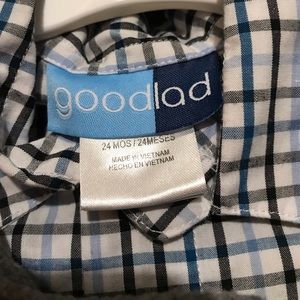 goodlad
24 MOS / 24MESES
MADE IN VIETNAM
HECHO EN VIETNAM